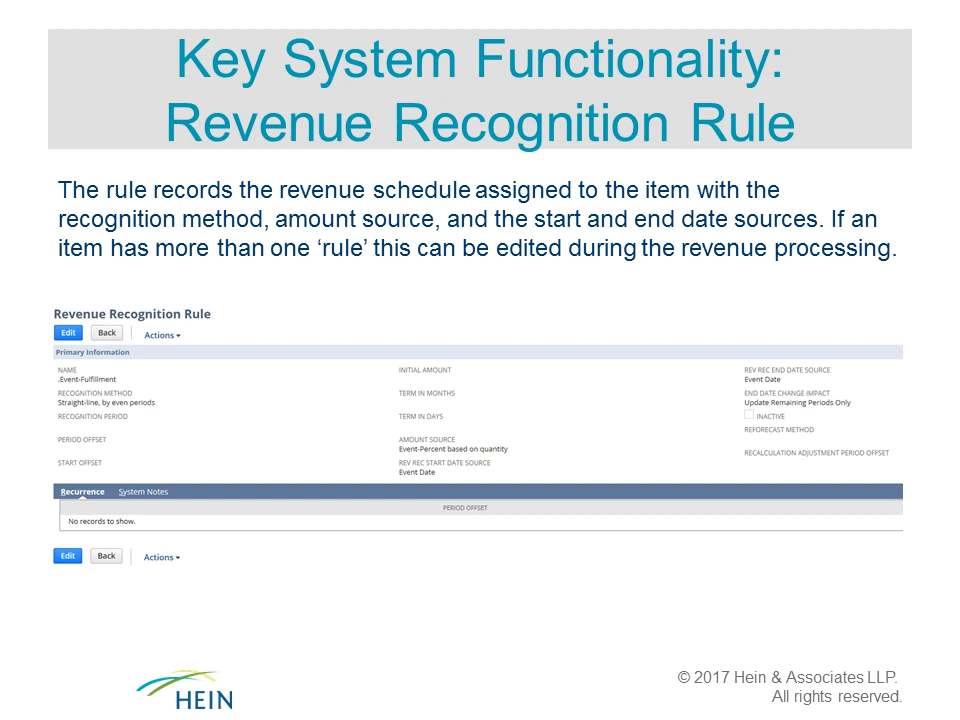 Key System Functionality:
Revenue Recognition Rule
The rule records the revenue schedule assigned to the item with the
recognition method, amount source, and the start and end date sources. If an
item has more than one ‘rule’ this can be edited during the revenue processing.
Revenue Recognition Rule
Edit Back Actions
Primary Information
NAME
.Event-Fulfillment
RECOGNITION METHOD
Straight-line, by even periods
RECOGNITION PERIOD
PERIOD OFFSET
START OFFSET
INITIAL AMOUNT
TERM IN MONTHS
TERM IN DAYS
AMOUNT SOURCE
Event-Percent based on quantity
REV REC START DATE SOURCE
Event Date
REV REC END DATE SOURCE
Event Date
END DATE CHANGE IMPACT
Update Remaining Periods Only
INACTIVE
REFORECAST METHOD
RECALCULATION ADJUSTMENT PERIOD OFFSET
Recurrence System Notes
PERIOD OFFSET
No records to show.
Edit Back Actions
HEIN
© 2017 Hein & Associates LLP.
All rights reserved.